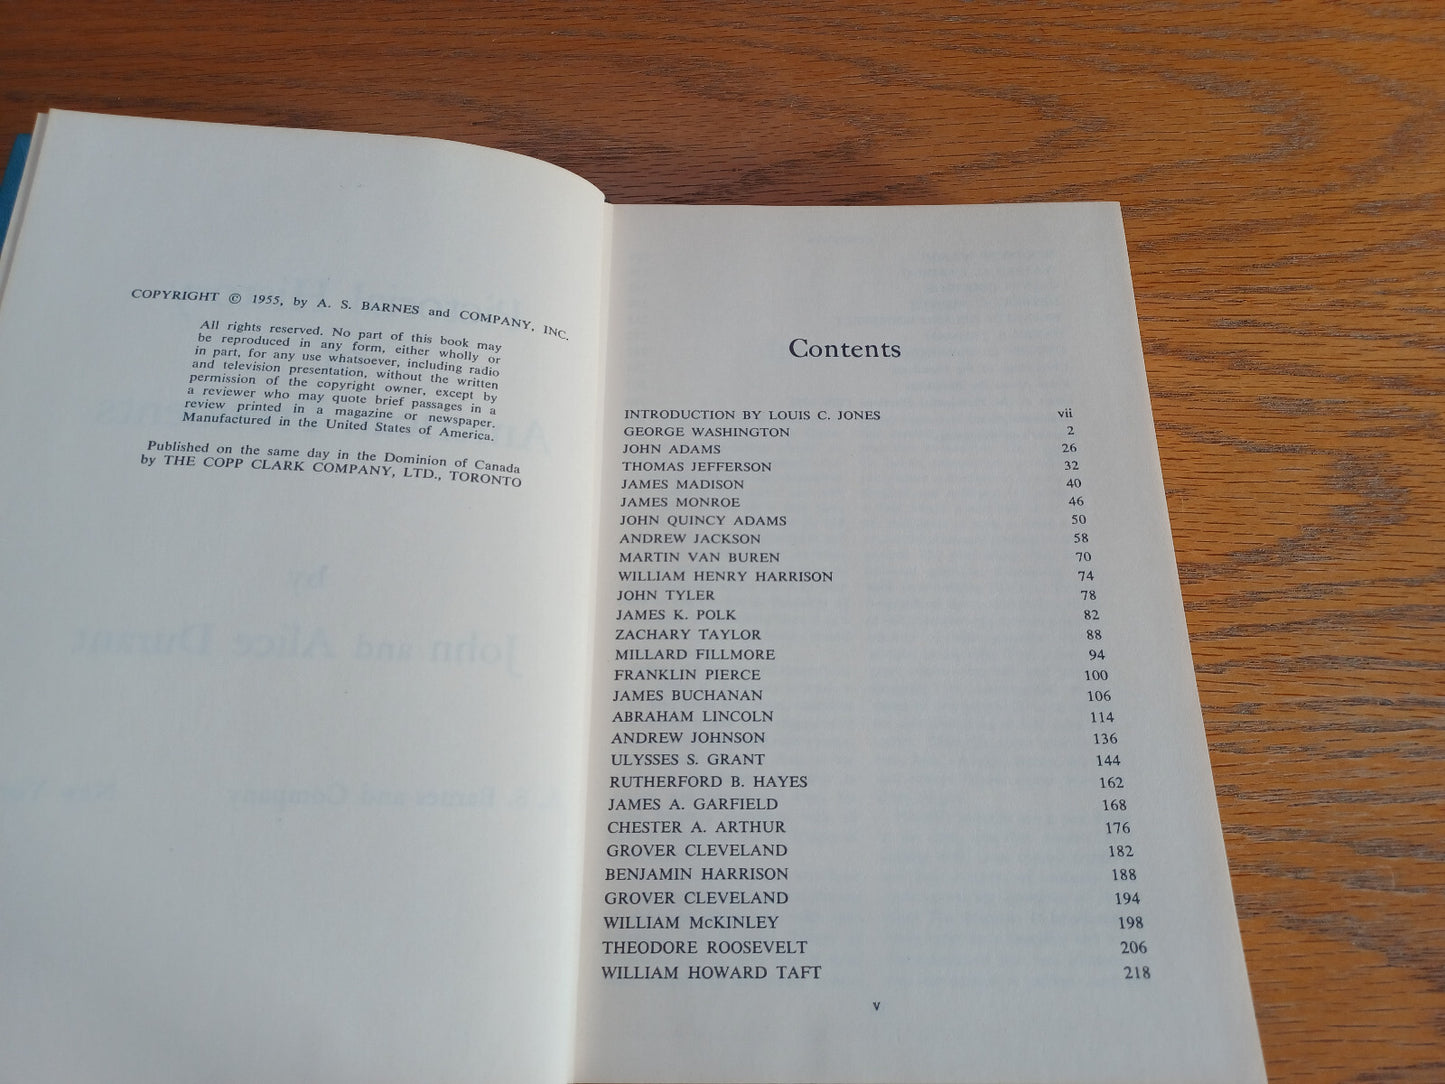 COPYRIGHT © 1955, by A. S. BARNES and COMPANY, INC.
All rights reserved. No part of this book may
be reproduced in any form, either wholly or
in part, for any use whatsoever, including radio
and television presentation, without the written
permission of the copyright owner, except by
a reviewer who may quote brief passages in a
review printed in a magazine or newspaper.
Manufactured in the United States of America.
Published on the same day in the Dominion of Canada
by THE COPP CLARK COMPANY, LTD., TORONTO
Contents
INTRODUCTION BY LOUIS C. JONES vii
GEORGE WASHINGTON 2
JOHN ADAMS 26
THOMAS JEFFERSON 32
JAMES MADISON 40
JAMES MONROE 46
JOHN QUINCY ADAMS 50
ANDREW JACKSON 58
MARTIN VAN BUREN 70
WILLIAM HENRY HARRISON 74
JOHN TYLER 78
JAMES K. POLK 82
ZACHARY TAYLOR 88
MILLARD FILLMORE 94
FRANKLIN PIERCE 100
JAMES BUCHANAN 106
ABRAHAM LINCOLN 114
ANDREW JOHNSON 136
ULYSSES S. GRANT 144
RUTHERFORD B. HAYES 162
JAMES A. GARFIELD 168
CHESTER A. ARTHUR 176
GROVER CLEVELAND 182
BENJAMIN HARRISON 188
GROVER CLEVELAND 194
WILLIAM McKINLEY 198
THEODORE ROOSEVELT 206
WILLIAM HOWARD TAFT 218
v